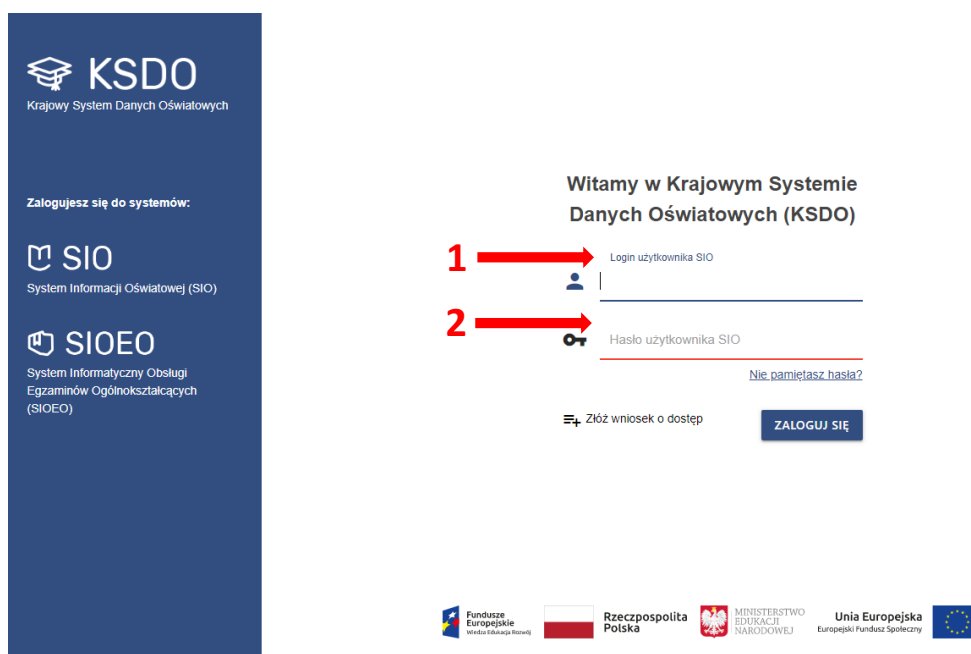 KSDO
Krajowy System Danych Oświatowych
Zalogujesz się do systemów:
SIO
System Informacji Oświatowej (SIO)
SIOEO
System Informatyczny Obsługi
Egzaminów Ogólnokształcących
(SIOEO)
Witamy w Krajowym Systemie
Danych Oświatowych (KSDO)
1
Login użytkownika SIO
2
Hasło użytkownika SIO
Nie pamiętasz hasła?
Złóż wniosek o dostęp
ZALOGUJ SIĘ
Fundusze
Europejskie
Wiedza Edukacja Rozwój
Rzeczpospolita
Polska
MINISTERSTWO
EDUKACJI
NARODOWEJ
Unia Europejska
Europejski Fundusz Społeczny